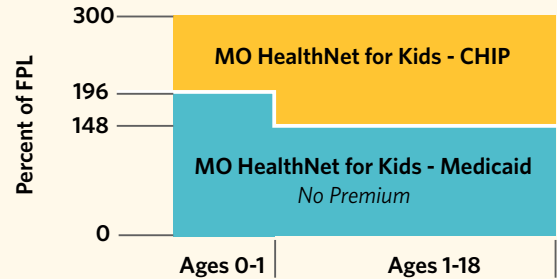 Percent of FPL
300
196
148
0
MO HealthNet for Kids - CHIP
MO HealthNet for Kids - Medicaid
No Premium
Ages 0-1
Ages 1-18